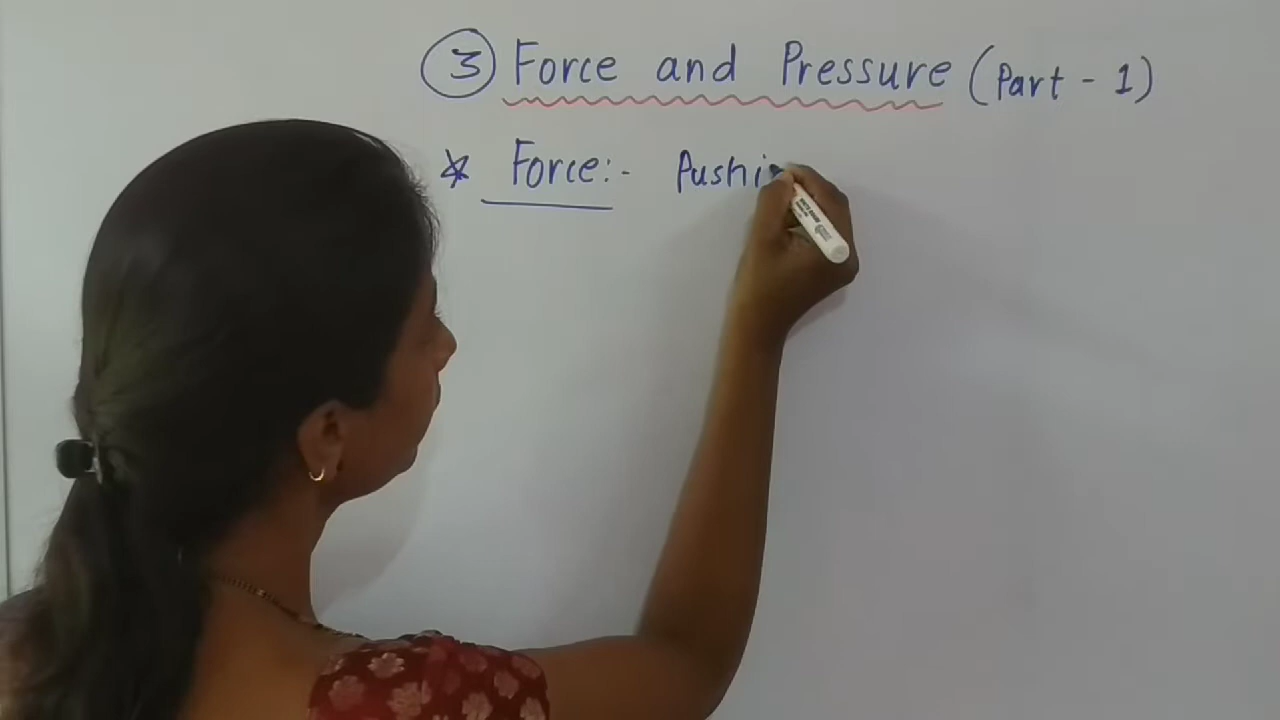 ③ Force and Pressure (Part - 1)
* Force:- Pushi